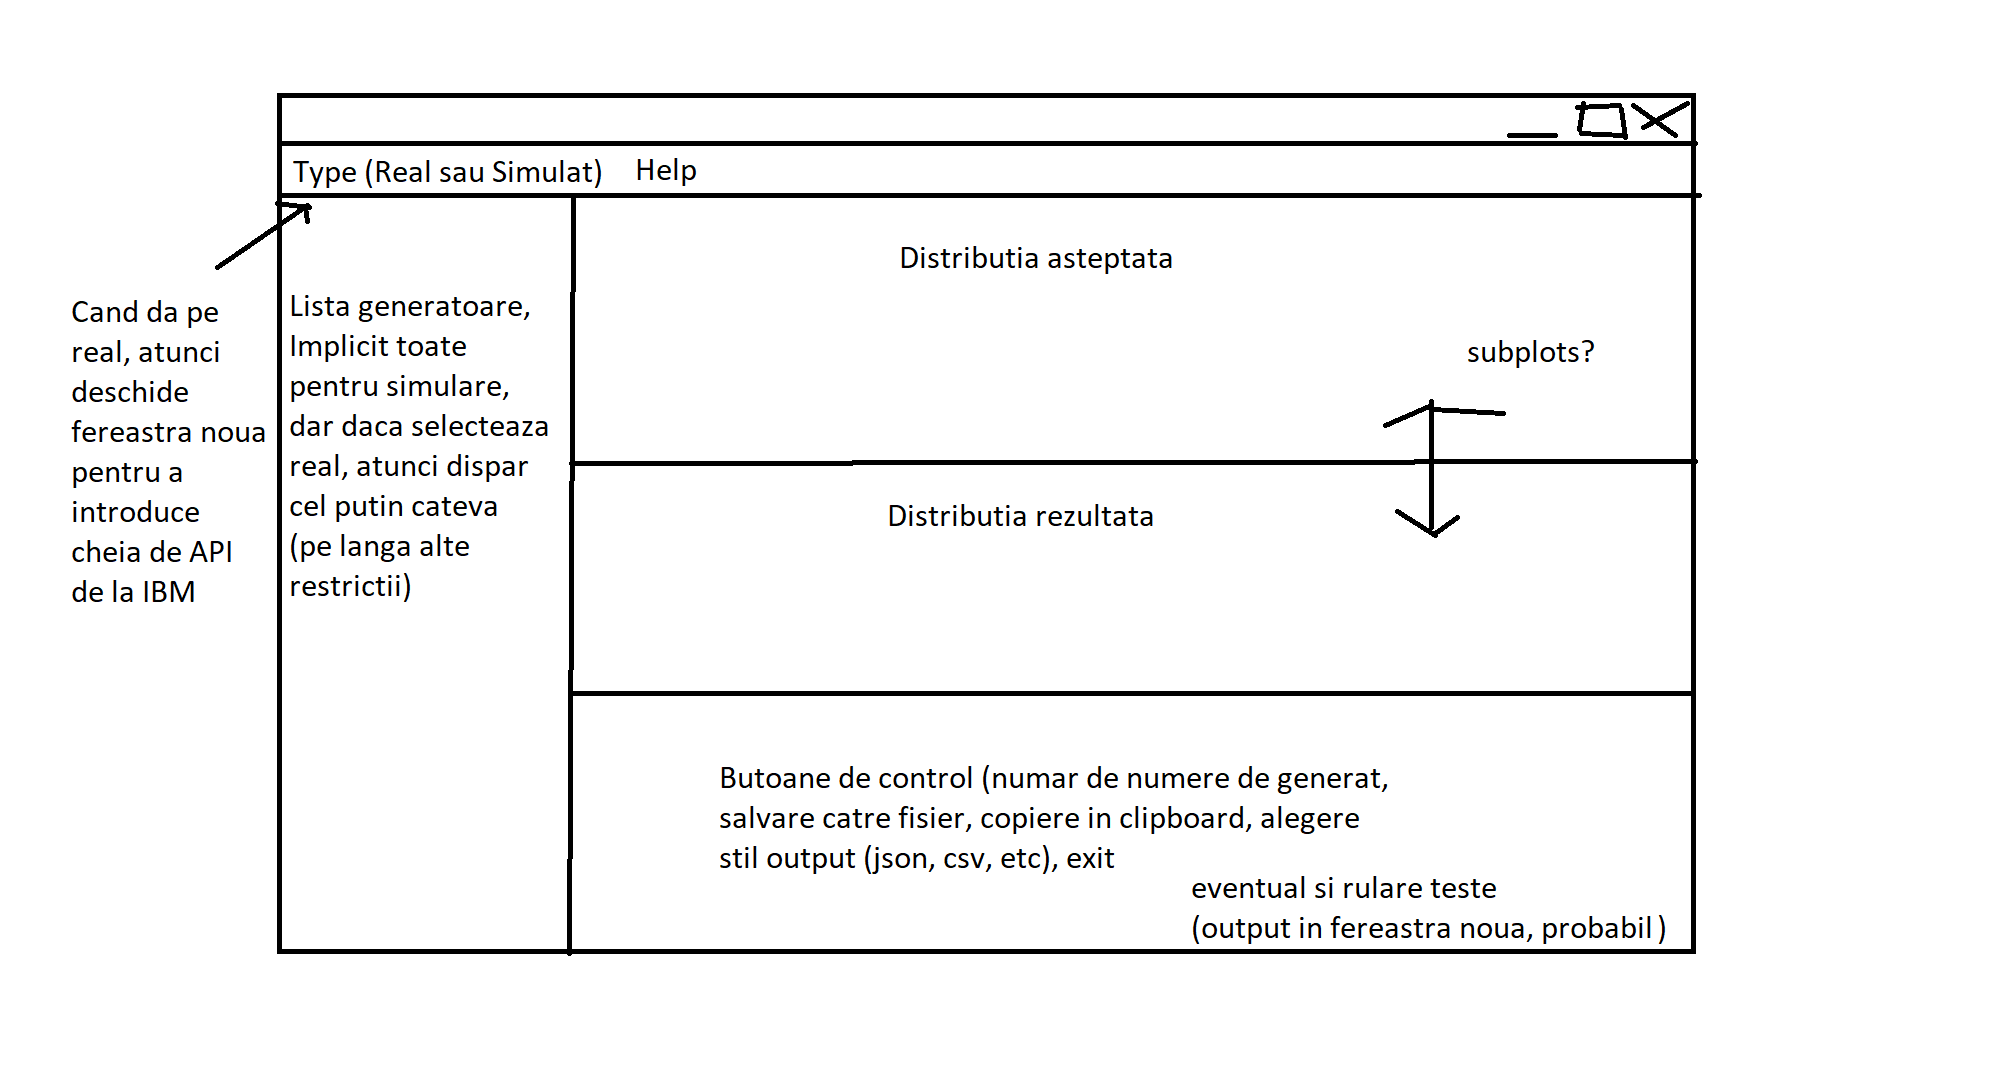 Type (Real sau Simulat)
Help
Cand da pe
real, atunci
deschide
fereastra noua
pentru a
introduce
cheia de API
de la IBM
Lista generatoare,
Implicit toate
pentru simulare,
dar daca selecteaza
real, atunci dispar
cel putin cateva
(pe langa alte
restrictii)
Distributia asteptata
subplots?
Distributia rezultata
Butoane de control (numar de numere de generat,
salvare catre fisier, copiere in clipboard, alegere
stil output (json, csv, etc), exit
eventual si rulare teste
(output in fereastra noua, probabil)